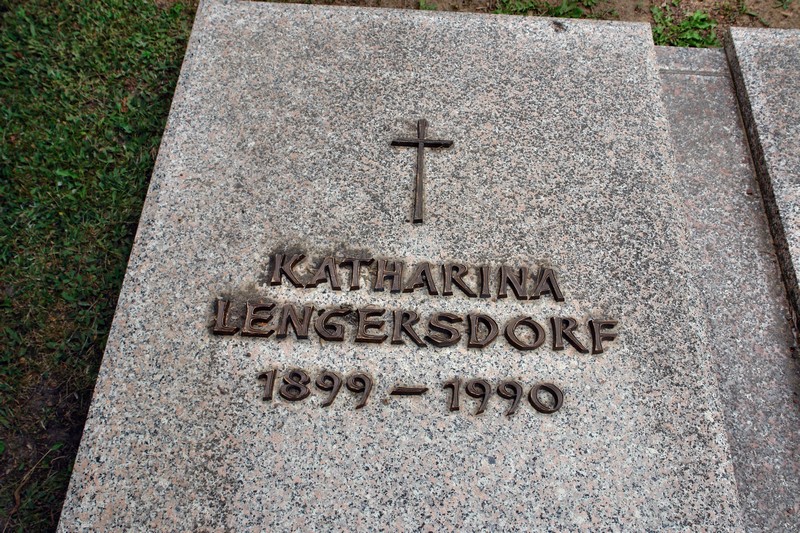 KATHARINA
LENGERSDORF
1899 – 1990